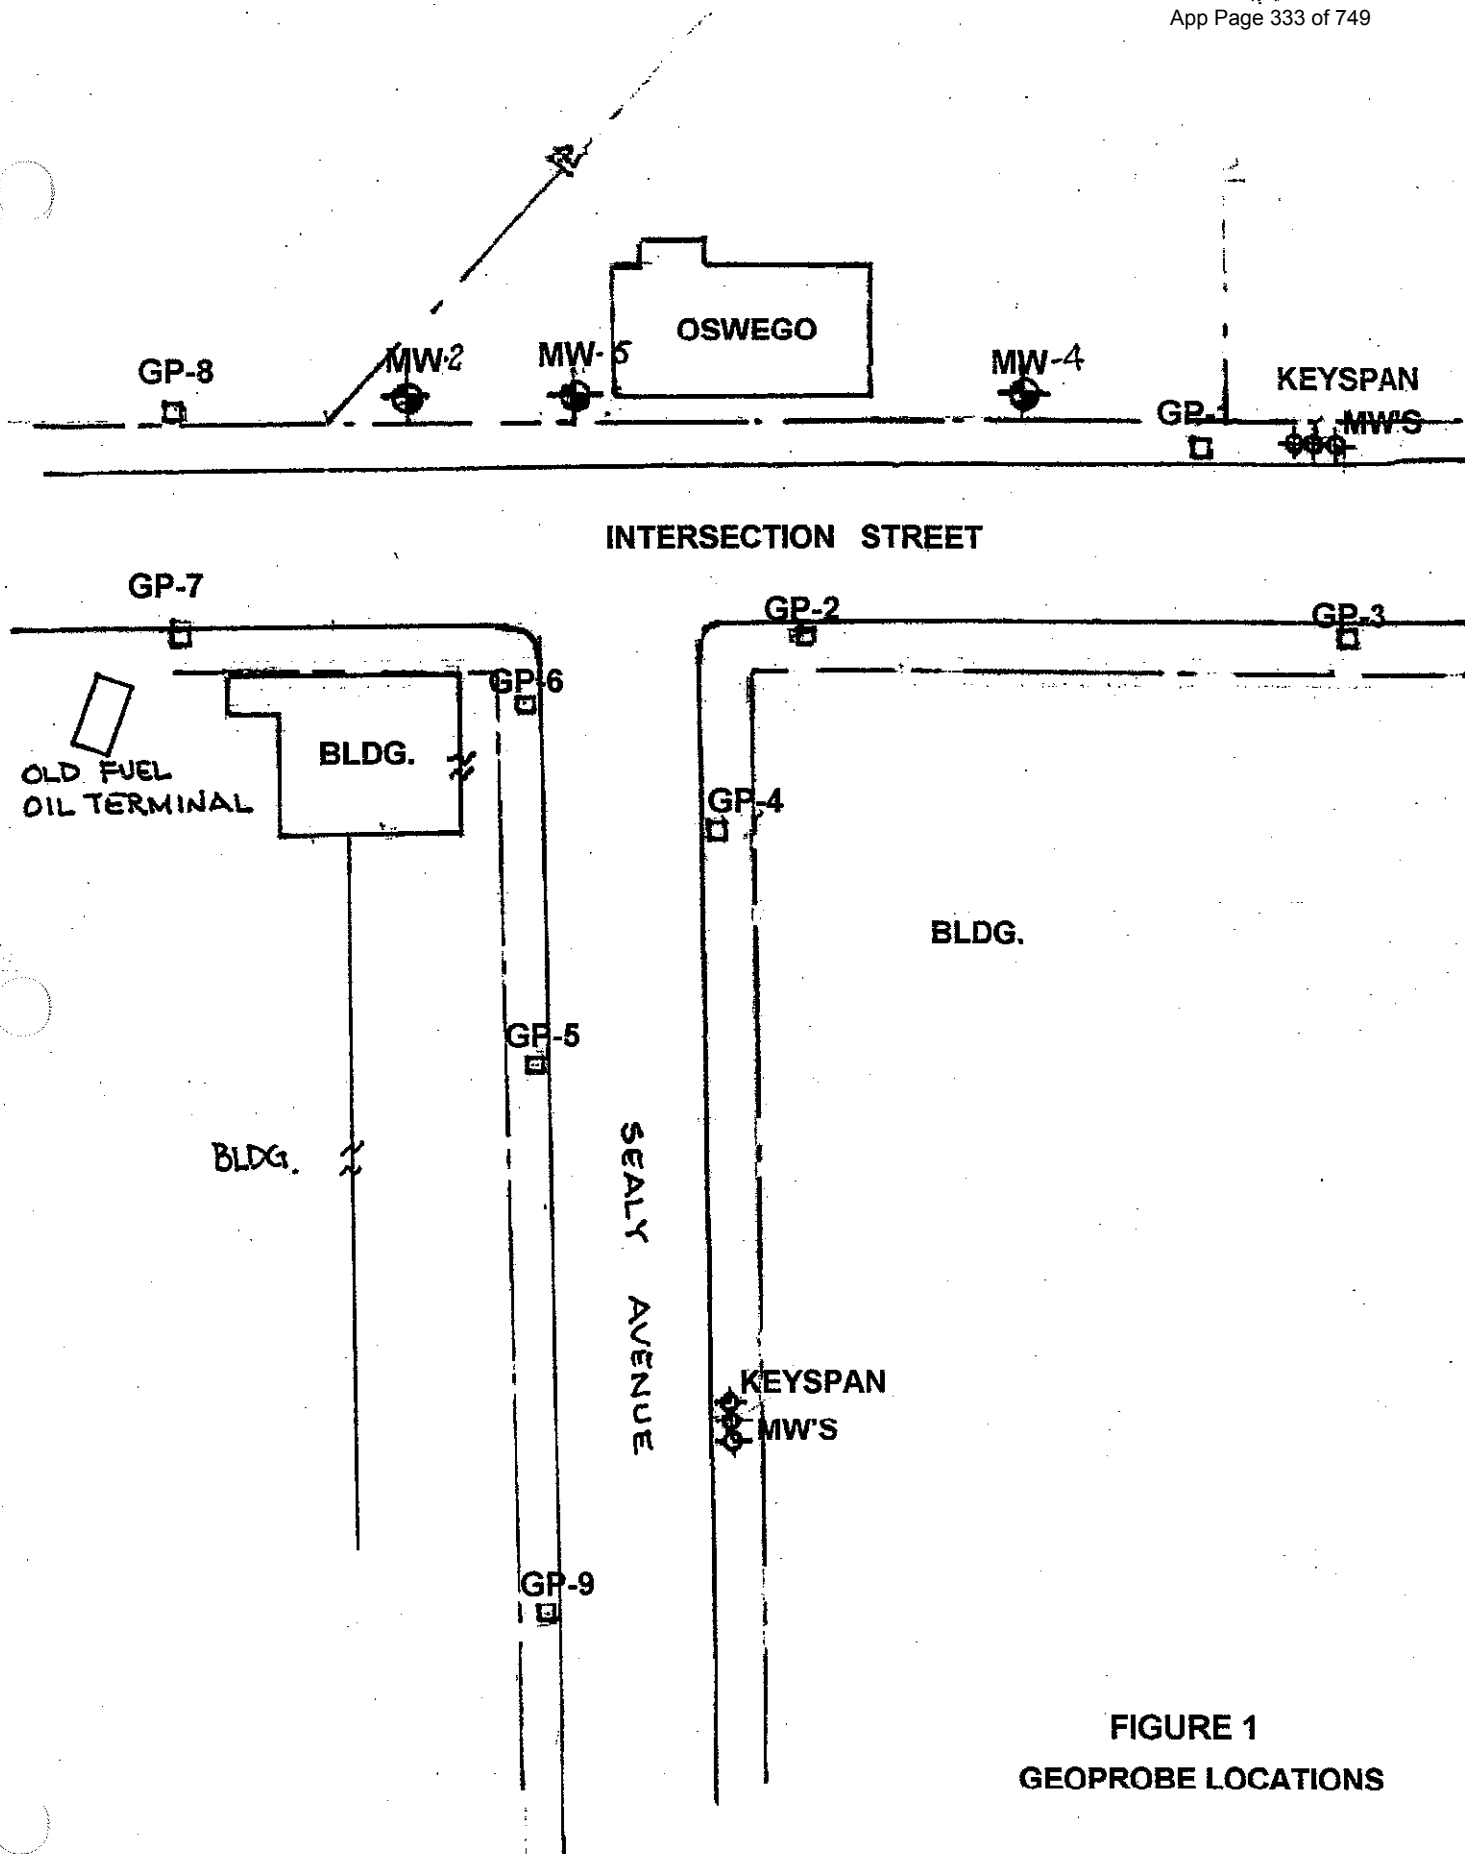 App Page 333 of 749
OSWEGO
MW-2
MW-5
MW-4
GP-8
KEYSPAN
MW'S
GP-1
INTERSECTION STREET
GP-7
GP-2
GP-3
GP-6
BLDG.
OLD FUEL
OIL TERMINAL
GP-4
BLDG.
GP-5
BLDG.
SEALY AVENUE
KEYSPAN
MW'S
GP-9
FIGURE 1
GEOPROBE LOCATIONS